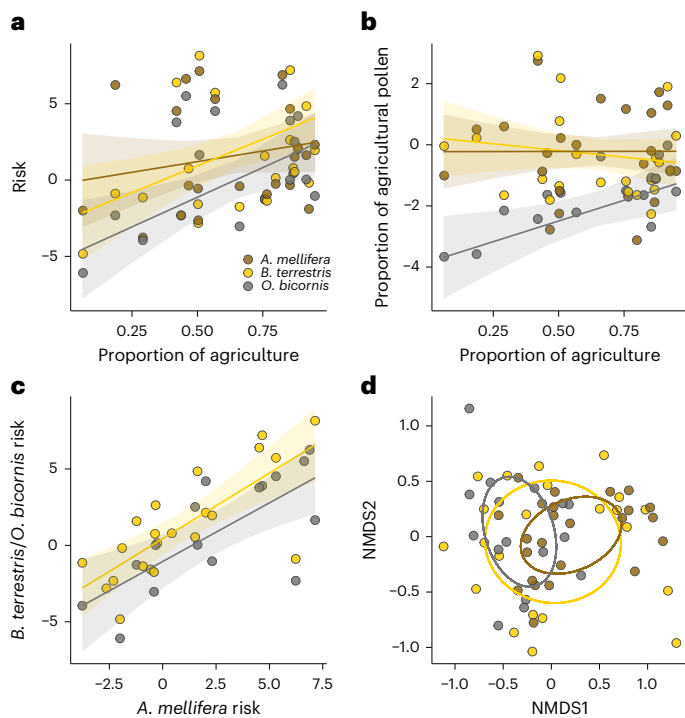 a
Risk
5
0
−5
0.25 0.50 0.75
Proportion of agriculture
A. mellifera
B. terrestris
O. bicornis
b
Proportion of agricultural pollen
2
0
−2
−4
0.25 0.50 0.75
Proportion of agriculture
c
B. terrestris/O. bicornis risk
5
0
−5
−2.5 0 2.5 5.0 7.5
A. mellifera risk
d
NMDS2
1.0
0.5
0
−0.5
−1.0
−1.0 −0.5 0 0.5 1.0
NMDS1